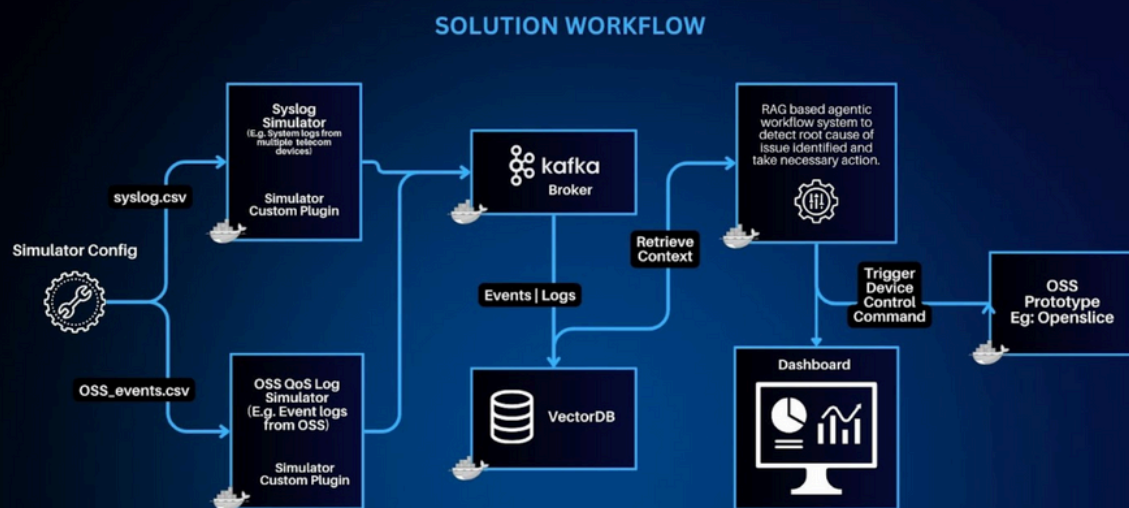 SOLUTION WORKFLOW
Syslog
Simulator
(E.g. System logs from
multiple telecom
devices)
Simulator
Custom Plugin
syslog.csv
Simulator Config
OSS_events.csv
OSS QoS Log
Simulator
(E.g. Event logs
from OSS)
Simulator
Custom Plugin
kafka
Broker
Events | Logs
VectorDB
Retrieve
Context
RAG based agentic
workflow system to
detect root cause of
issue identified and
take necessary action.
Trigger
Device
Control
Command
OSS
Prototype
Eg: Openslice
Dashboard